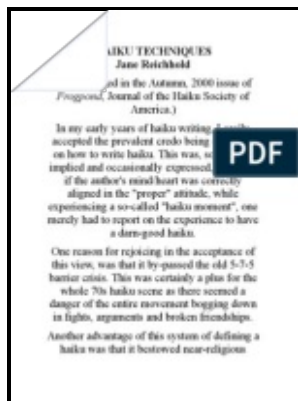 AIKU TECHNIQUES
Jane Reichhold
ed in the Autumn, 2000 issue of
Frogpond, Journal of the Haiku Society of
America.)
In my early years of haiku writing, I easily
accepted the prevalent credo being
on how to write haiku. This was, so
implied and occasionally expressed,
if the author's mind heart was correctly
aligned in the "proper" attitude, while
experiencing a so-called "haiku moment", one
merely had to report on the experience to have
a darn-good haiku.
One reason for rejoicing in the acceptance of
this view, was that it by-passed the old 5-7-5
barrier crisis. This was certainly a plus for the
whole 70s haiku scene as there seemed a
danger of the entire movement bogging down
in fights, arguments and broken friendships.
Another advantage of this system of defining a
haiku was that it bestowed near-religious
PDF